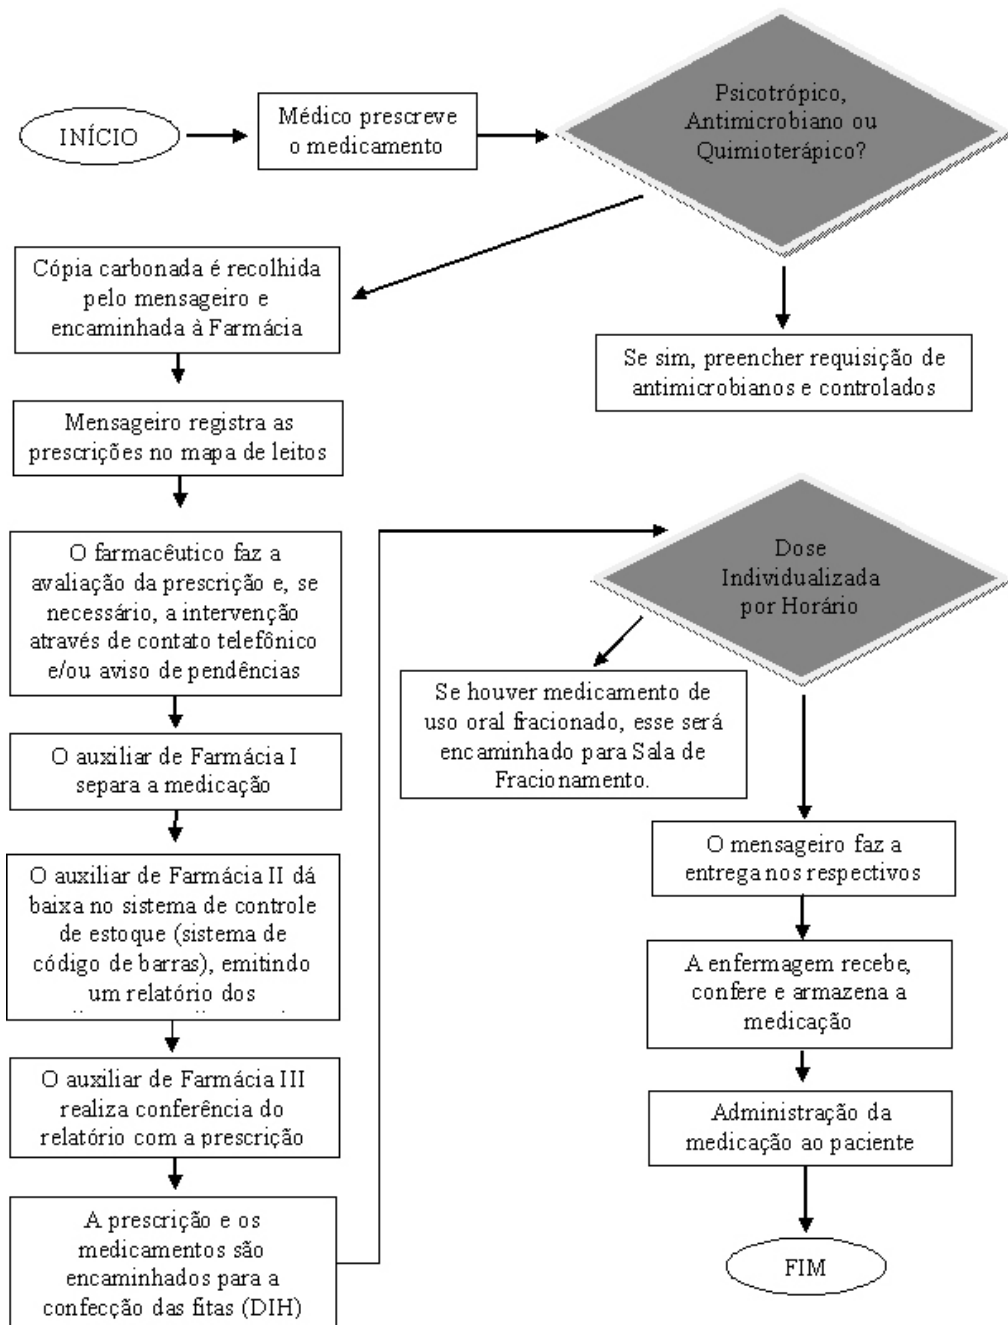 INÍCIO
Médico prescreve
o medicamento
Psicotrópico,
Antimicrobiano ou
Quimioterápico?
Se sim, preencher requisição de
antimicrobianos e controlados
Cópia carbonada é recolhida
pelo mensageiro e
encaminhada à Farmácia
Mensageiro registra as
prescrições no mapa de leitos
O farmacêutico faz a
avaliação da prescrição e, se
necessário, a intervenção
através de contato telefônico
e/ou aviso de pendências
O auxiliar de Farmácia I
separa a medicação
O auxiliar de Farmácia II dá
baixa no sistema de controle
de estoque (sistema de
código de barras), emitindo
um relatório dos
O auxiliar de Farmácia III
realiza conferência do
relatório com a prescrição
A prescrição e os
medicamentos são
encaminhados para a
confecção das fitas (DIH)
Dose
Individualizada
por Horário
Se houver medicamento de
uso oral fracionado, esse será
encaminhado para Sala de
Fracionamento.
O mensageiro faz a
entrega nos respectivos
A enfermagem recebe,
confere e armazena a
medicação
Administração da
medicação ao paciente
FIM